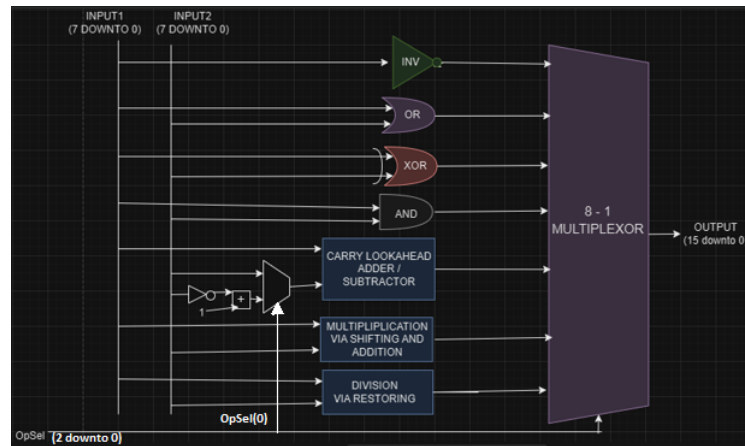 INPUT1
(7 DOWNTO 0)
INPUT2
(7 DOWNTO 0)
INV
OR
XOR
AND
8 - 1
MULTIPLEXOR
OUTPUT
(15 downto 0
CARRY LOOKAHEAD
ADDER /
SUBTRACTOR
+
1
MULTIPLIPLICATION
VIA SHIFTING AND
ADDITION
DIVISION
VIA RESTORING
OpSel(0)
OpSel (2 downto 0)